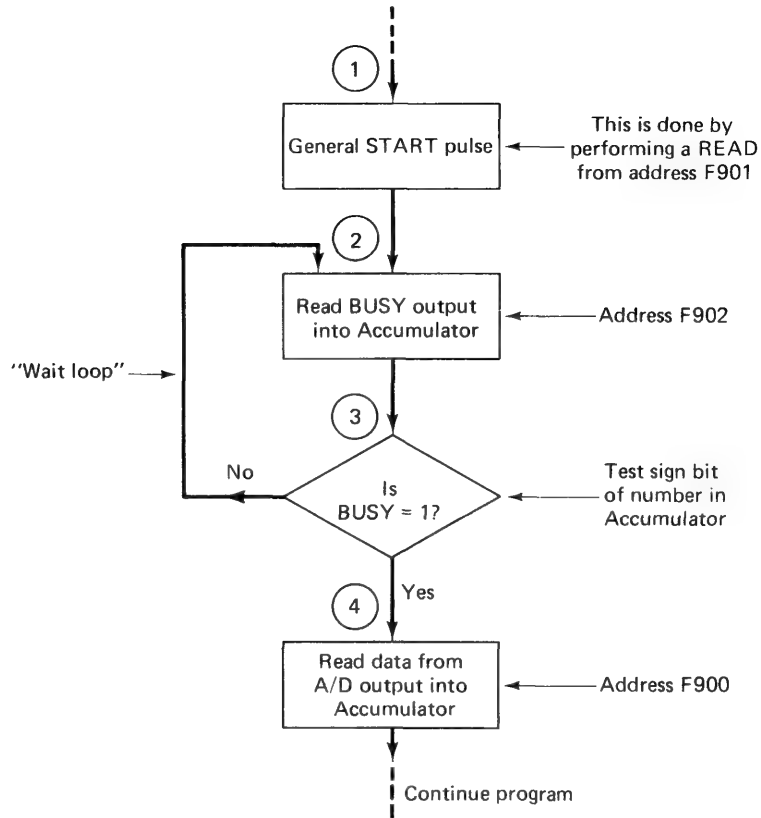 1
General START pulse
This is done by
performing a READ
from address F901
2
Read BUSY output
into Accumulator
Address F902
"Wait loop"
3
No
Is
BUSY = 1?
Test sign bit
of number in
Accumulator
Yes
4
Read data from
A/D output into
Accumulator
Address F900
Continue program